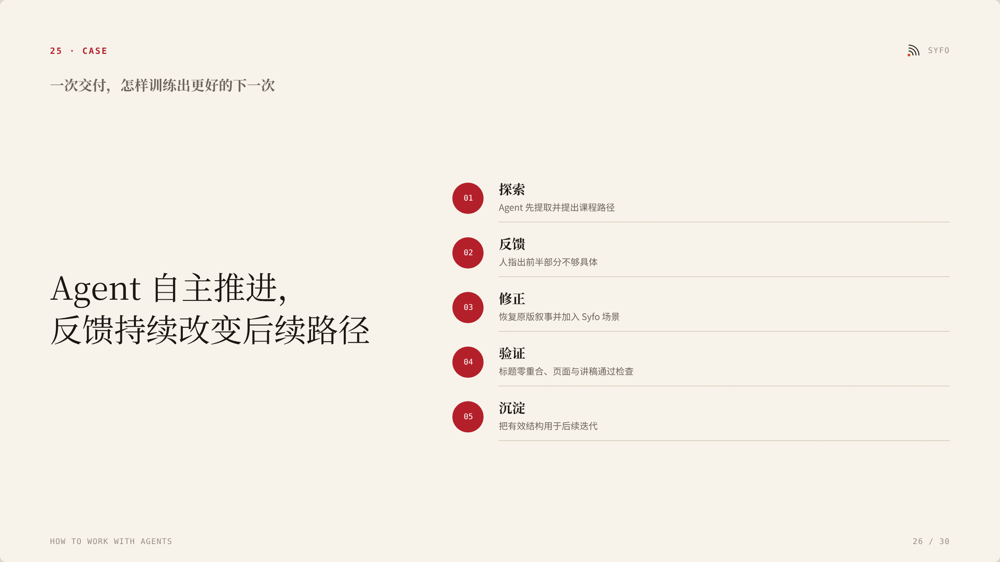 25 · CASE
SYFO
一次交付，怎样训练出更好的下一次
Agent 自主推进，
反馈持续改变后续路径
01
探索
Agent 先提取并提出课程路径
02
反馈
人指出前半部分不够具体
03
修正
恢复原版叙事并加入 Syfo 场景
04
验证
标题零重合、页面与讲稿通过检查
05
沉淀
把有效结构用于后续迭代
HOW TO WORK WITH AGENTS
26 / 30